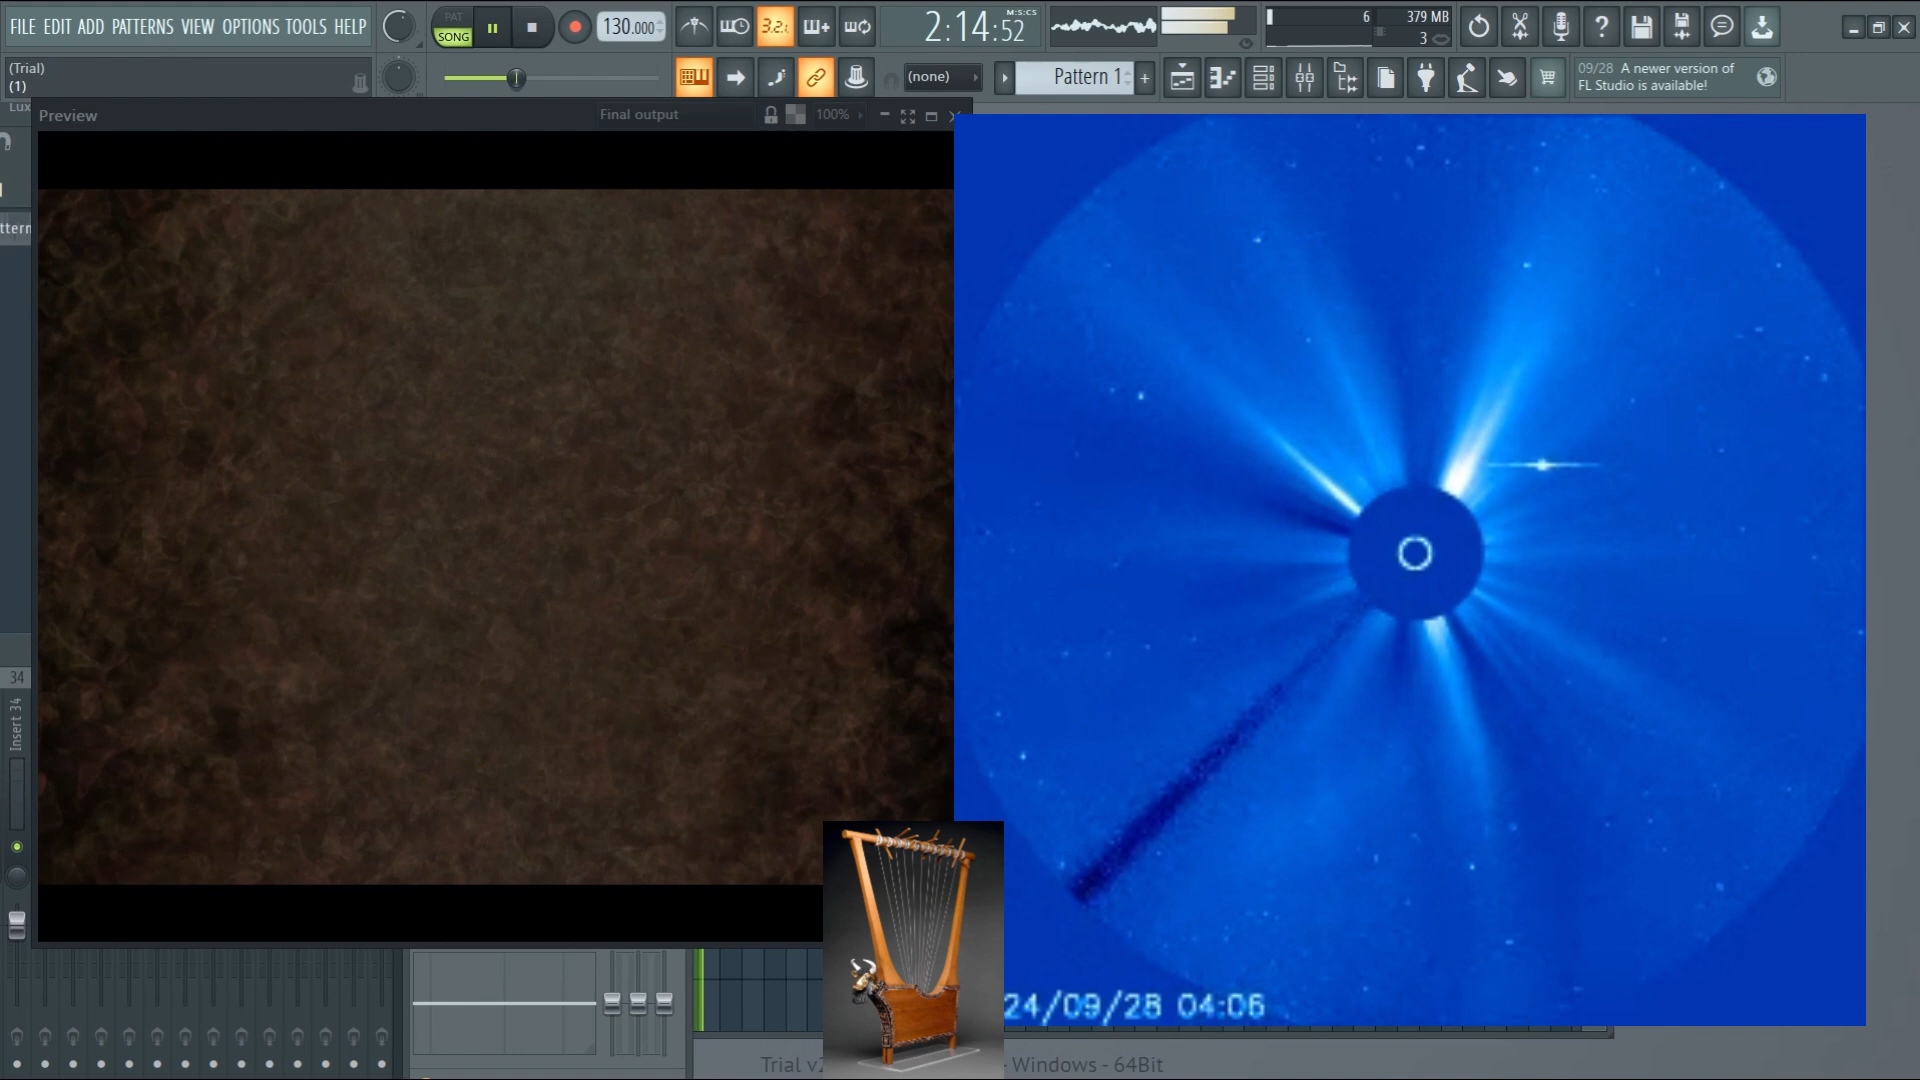 FILE EDIT ADD PATTERNS VIEW OPTIONS TOOLS HELP
PAT
SONG
130.000
3.2.
2:14:52
M:S:CS
6
379 MB
3
(Trial)
(1)
(none)
Pattern 1
09/28 A newer version of
FL Studio is available!
Lux
Preview
Final output
100%
ttern
34
Insert 34
24/09/28 04:06
Trial
Windows - 64Bit